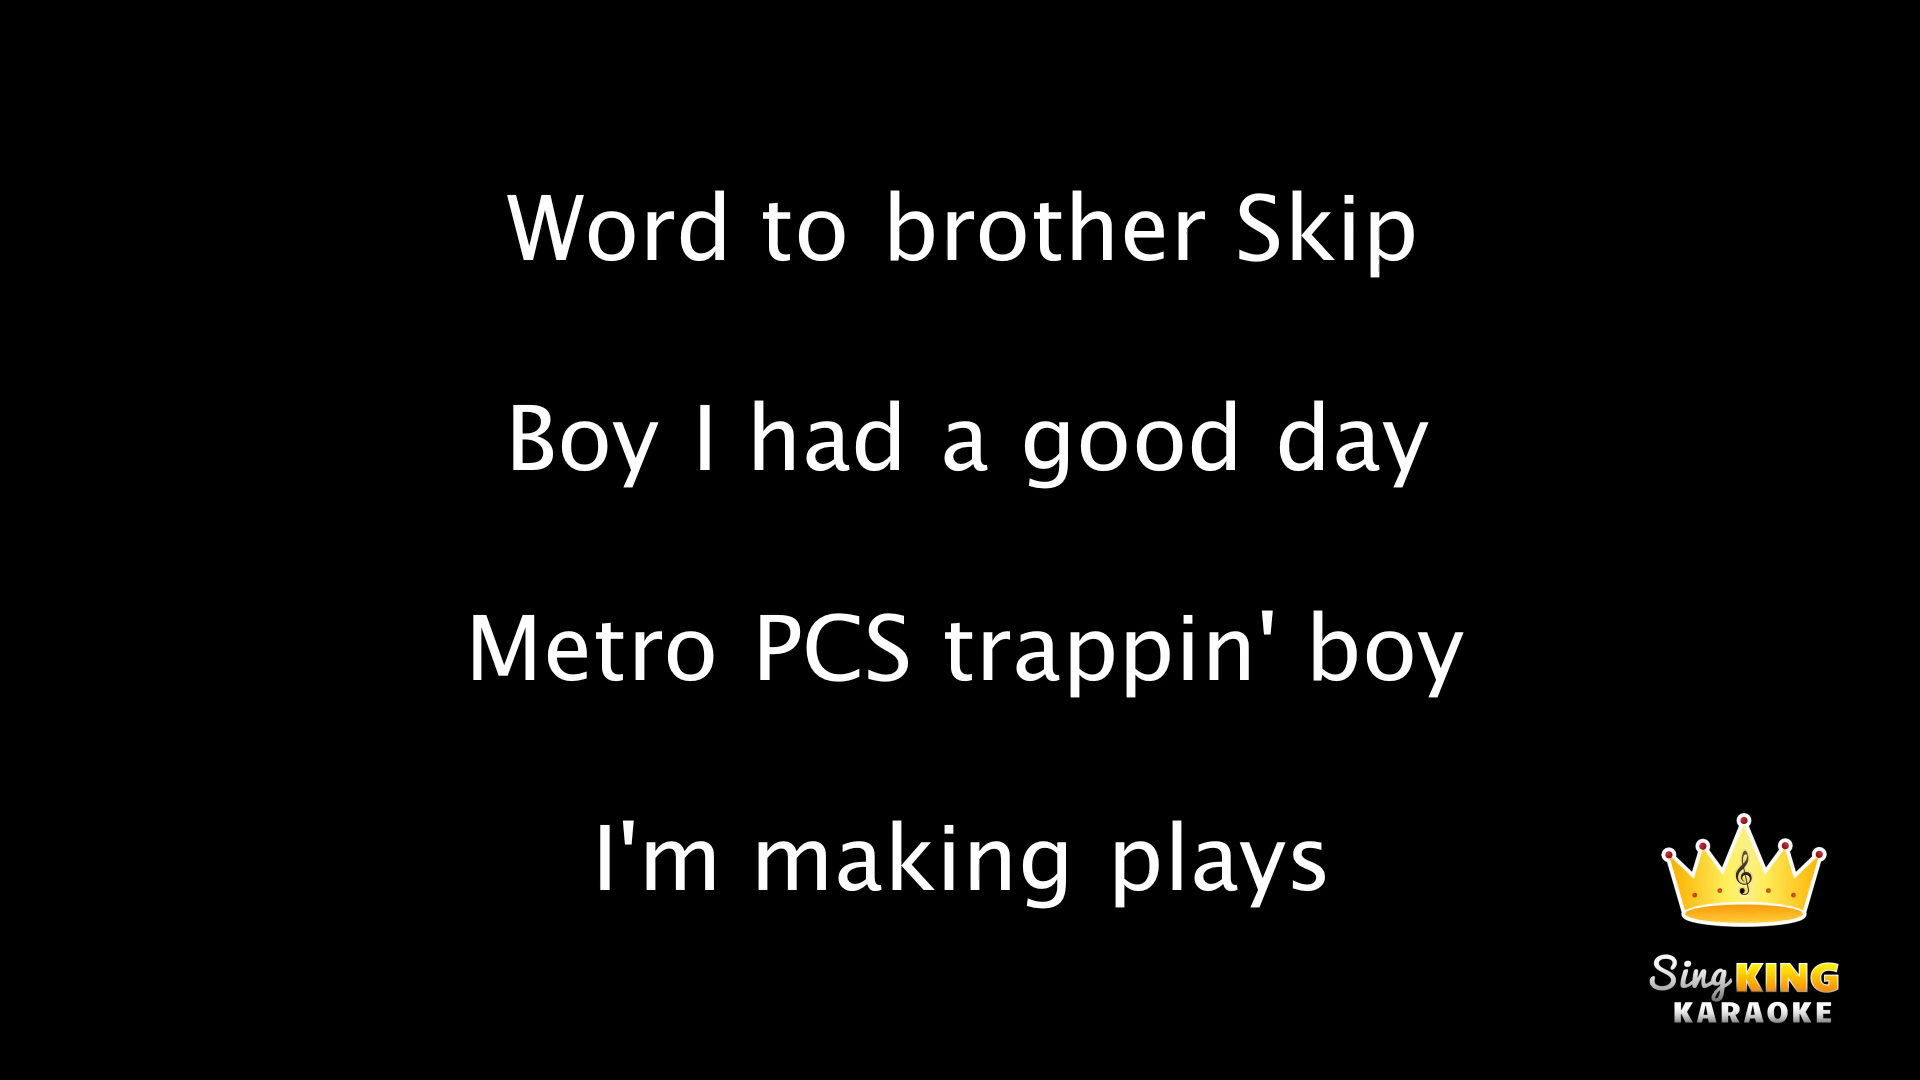 Word to brother Skip
Boy I had a good day
Metro PCS trappin' boy
I'm making plays
Sing KING
KARAOKE